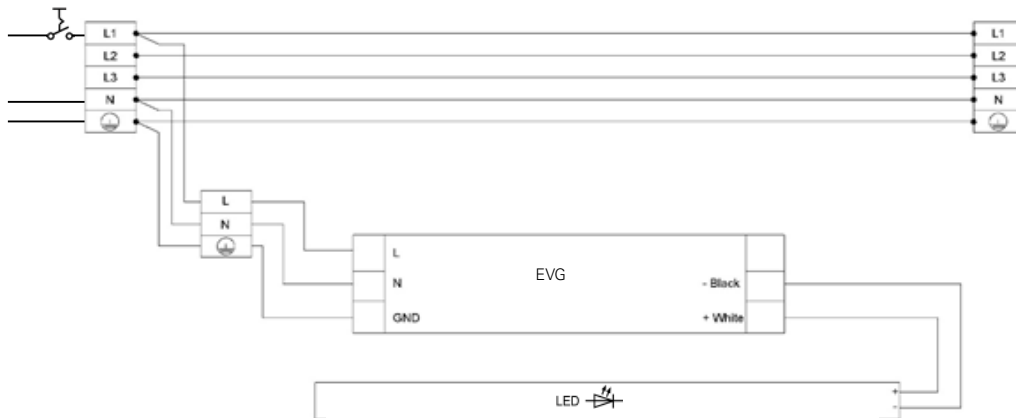 L1 L1
L2 L2
L3 L3
N N
L
N
L
N EVG - Black
GND + White
LED +
-